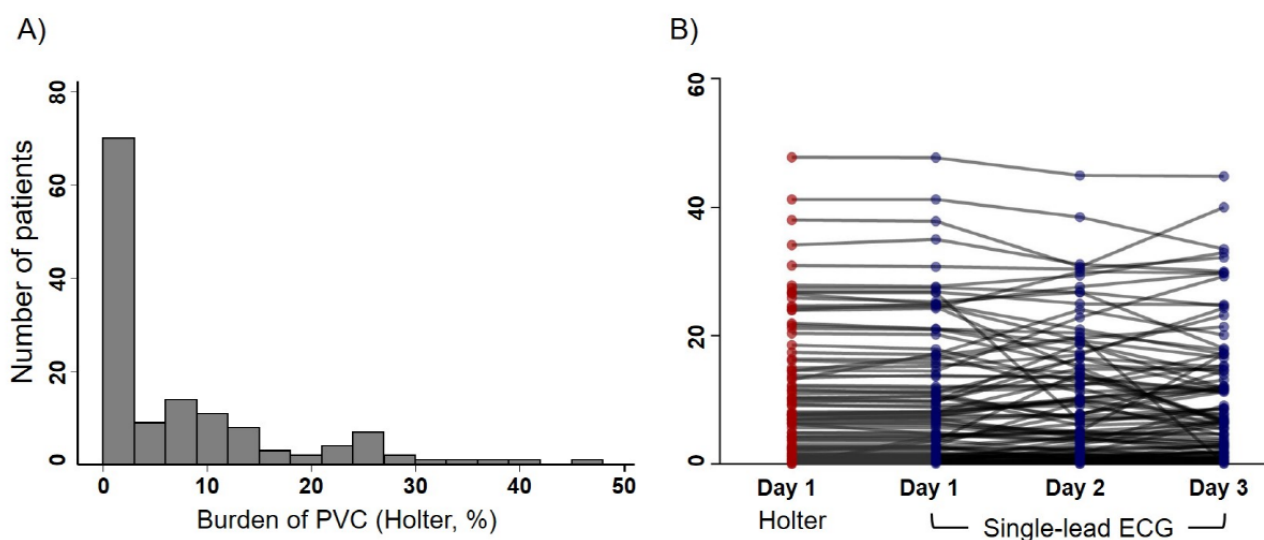 A)
80
60
40
20
0
Number of patients
0 10 20 30 40 50
Burden of PVC (Holter, %)
B)
60
40
20
0
Day 1 Day 1 Day 2 Day 3
Holter Single-lead ECG